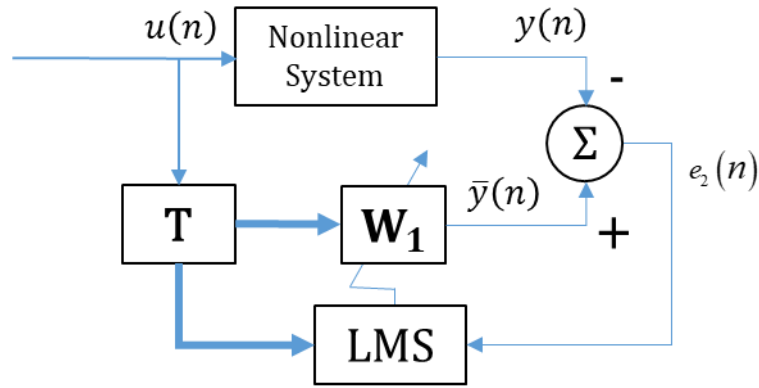 u(n)
Nonlinear
System
y(n)
-
Σ
e₂(n)
T
W₁
ȳ(n)
+
LMS